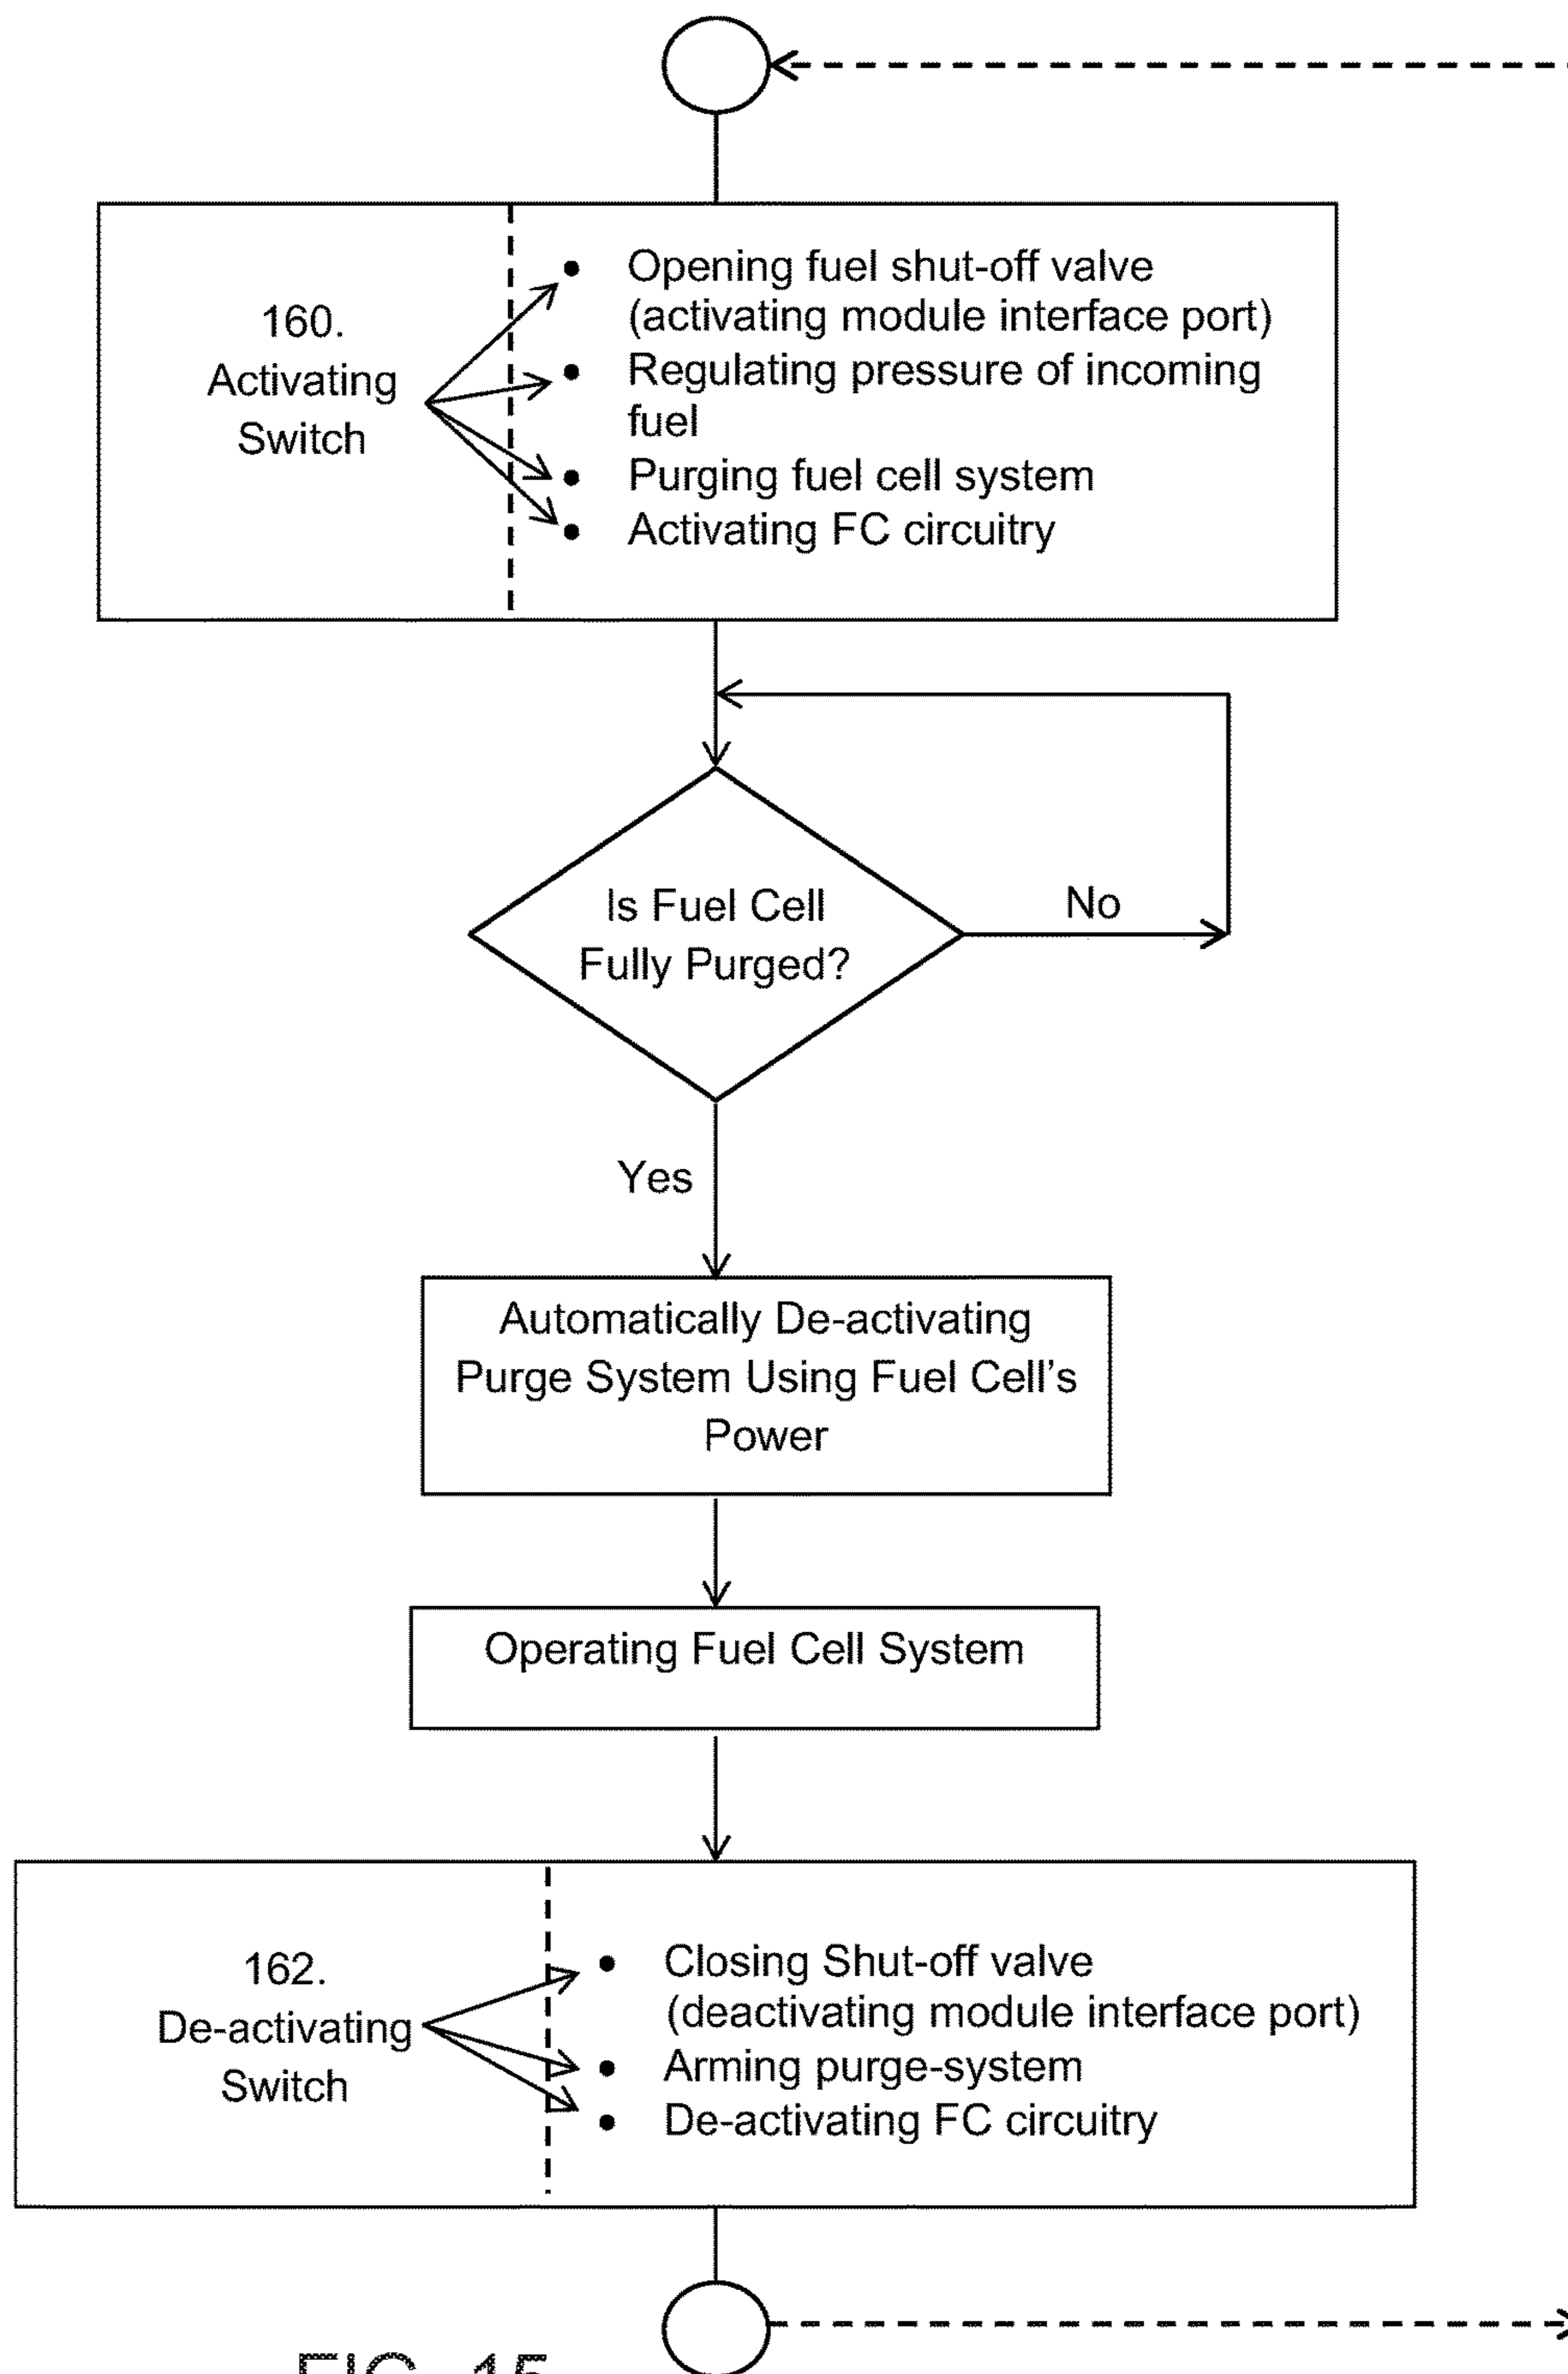 160.
Activating
Switch
• Opening fuel shut-off valve
(activating module interface port)
• Regulating pressure of incoming
fuel
• Purging fuel cell system
• Activating FC circuitry
Is Fuel Cell
Fully Purged?
No
Yes
Automatically De-activating
Purge System Using Fuel Cell’s
Power
Operating Fuel Cell System
162.
De-activating
Switch
• Closing Shut-off valve
(deactivating module interface port)
• Arming purge-system
• De-activating FC circuitry
FIG. 15